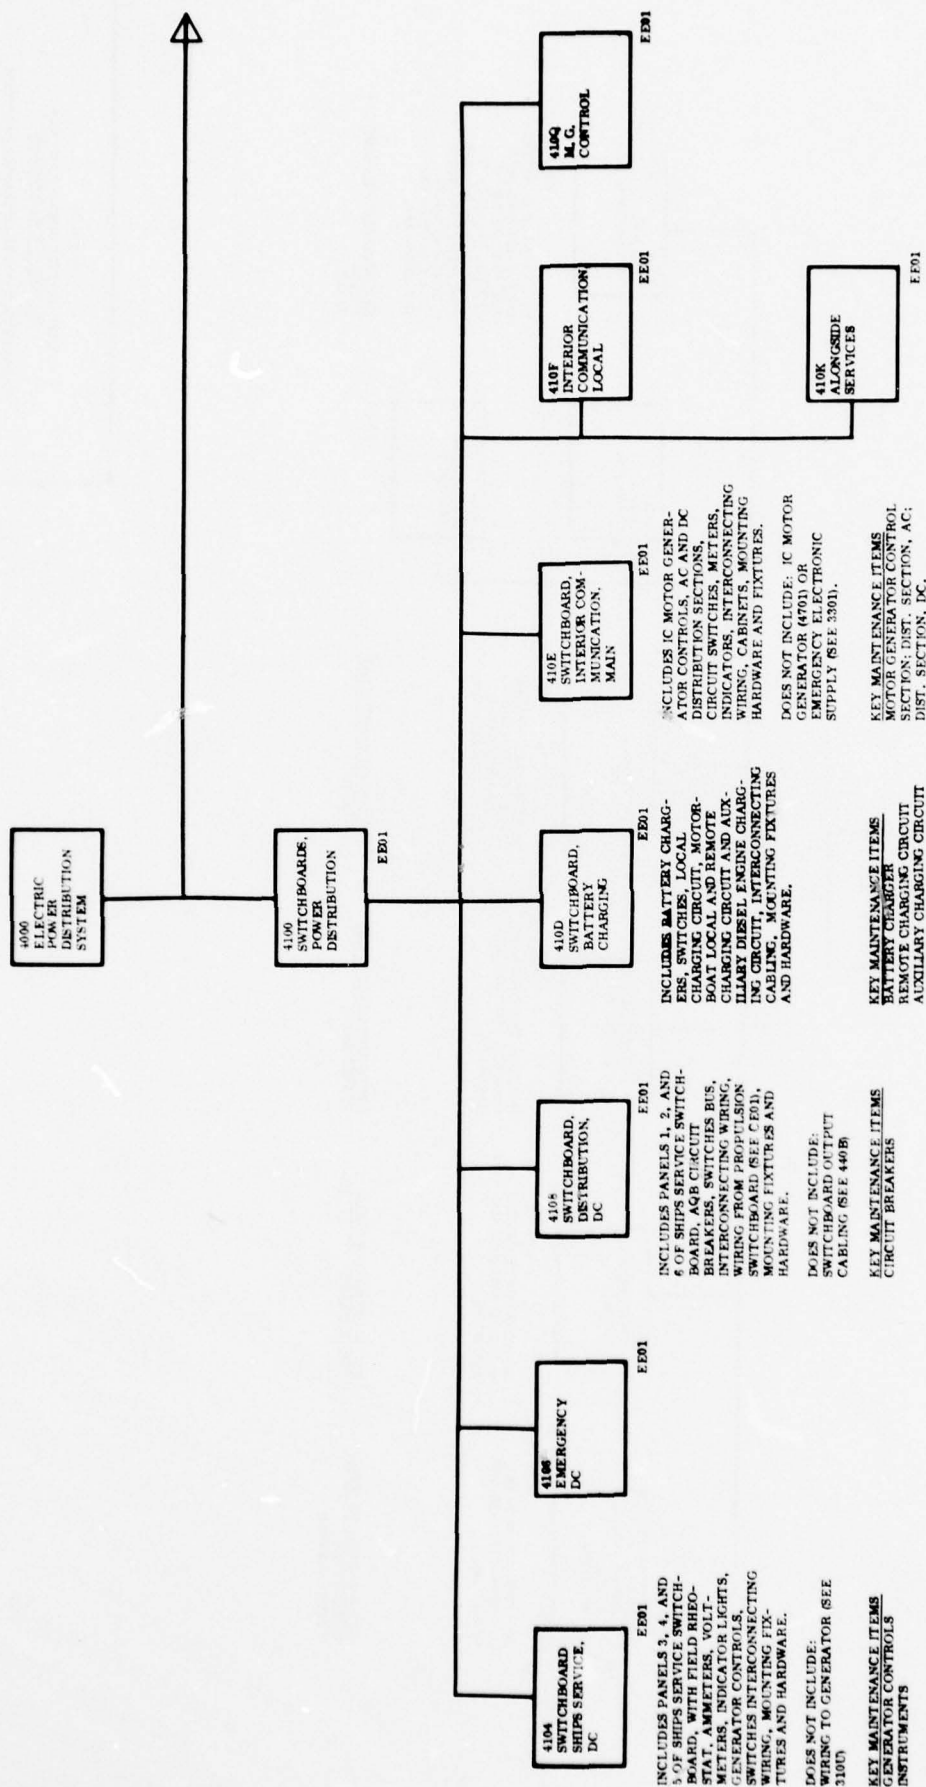 4000
ELECTRIC
POWER
DISTRIBUTION
SYSTEM
4100
SWITCHBOARDS,
POWER
DISTRIBUTION
EE01
4104
SWITCHBOARD
SHIPS SERVICE,
DC
EE01
INCLUDES PANELS 3, 4, AND
5 OF SHIPS SERVICE SWITCH-
BOARD, WITH FIELD RHEO-
STAT, AMMETERS, VOLT-
METERS, INDICATOR LIGHTS,
GENERATOR CONTROLS,
SWITCHES INTERCONNECTING
WIRING, MOUNTING FIX-
TURES AND HARDWARE.
DOES NOT INCLUDE:
WIRING TO GENERATOR (SEE
310U)
KEY MAINTENANCE ITEMS
GENERATOR CONTROLS
INSTRUMENTS
EMERGENCY
DC
EE01
4108
SWITCHBOARD,
DISTRIBUTION,
DC
EE01
INCLUDES PANELS 1, 2, AND
6 OF SHIPS SERVICE SWITCH-
BOARD, AQB CIRCUIT
BREAKERS, SWITCHES BUS,
INTERCONNECTING WIRING,
WIRING FROM PROPULSION
SWITCHBOARD (SEE CE01),
MOUNTING FIXTURES AND
HARDWARE.
DOES NOT INCLUDE:
SWITCHBOARD OUTPUT
CABLING (SEE 440B)
KEY MAINTENANCE ITEMS
CIRCUIT BREAKERS
410D
SWITCHBOARD,
BATTERY
CHARGING
EE01
INCLUDES BATTERY CHARG-
ERS, SWITCHES, LOCAL
CHARGING CIRCUIT, MOTOR-
BOAT LOCAL AND REMOTE
CHARGING CIRCUIT AND AUX-
ILIARY DIESEL ENGINE CHARG-
ING CIRCUIT, INTERCONNECTING
CABLING, MOUNTING FIXTURES
AND HARDWARE.
KEY MAINTENANCE ITEMS
BATTERY CHARGER
REMOTE CHARGING CIRCUIT
AUXILIARY CHARGING CIRCUIT
410E
SWITCHBOARD,
INTERIOR COM-
MUNICATION,
MAIN
EE01
INCLUDES IC MOTOR GENER-
ATOR CONTROLS, AC AND DC
DISTRIBUTION SECTIONS,
CIRCUIT SWITCHES, METERS,
INDICATORS, INTERCONNECTING
WIRING, CABINETS, MOUNTING
HARDWARE AND FIXTURES.
DOES NOT INCLUDE: IC MOTOR
GENERATOR (4701) OR
EMERGENCY ELECTRONIC
SUPPLY (SEE 3301).
KEY MAINTENANCE ITEMS
MOTOR GENERATOR CONTROL
SECTION; DIST. SECTION, AC;
DIST. SECTION, DC.
410F
INTERIOR
COMMUNICATION,
LOCAL
EE01
410K
ALONGSIDE
SERVICES
EE01
410Q
M. G.
CONTROL
EE01